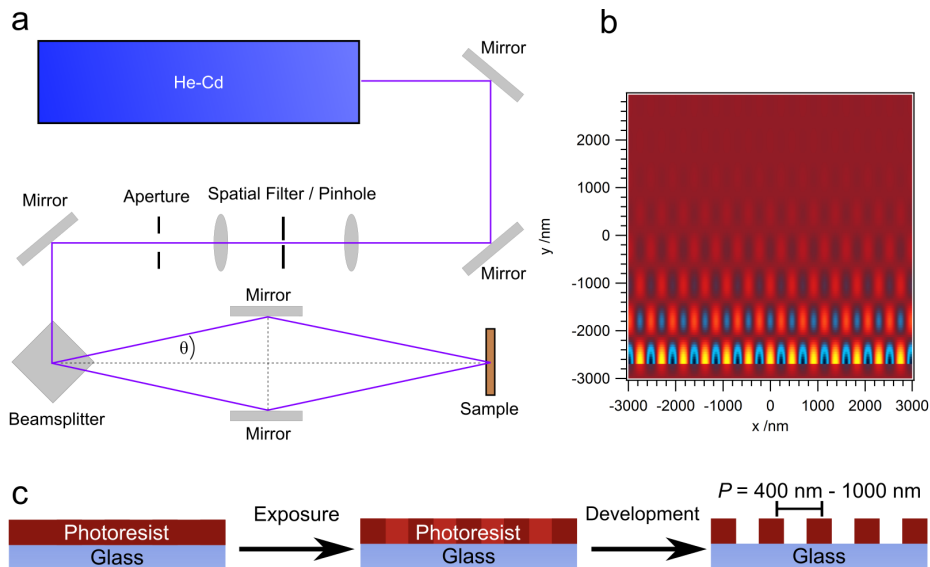 a
He-Cd
Mirror
Mirror
Aperture
Spatial Filter / Pinhole
Mirror
Mirror
θ)
Beamsplitter
Mirror
Sample
b
y /nm
2000
1000
0
-1000
-2000
-3000
-3000 -2000 -1000 0 1000 2000 3000
x /nm
c
Photoresist
Glass
Exposure
Photoresist
Glass
Development
P = 400 nm - 1000 nm
Glass